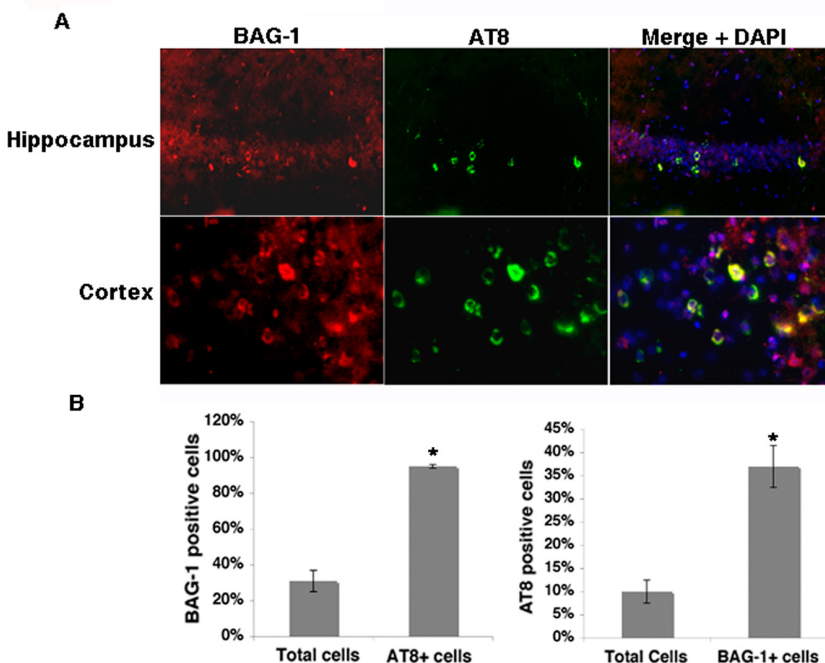 A
BAG-1 AT8 Merge + DAPI
Hippocampus
Cortex
B
BAG-1 positive cells
120%
100%
80%
60%
40%
20%
0%
Total cells AT8+ cells
*
AT8 positive cells
45%
40%
35%
30%
25%
20%
15%
10%
5%
0%
Total Cells BAG-1+ cells
*